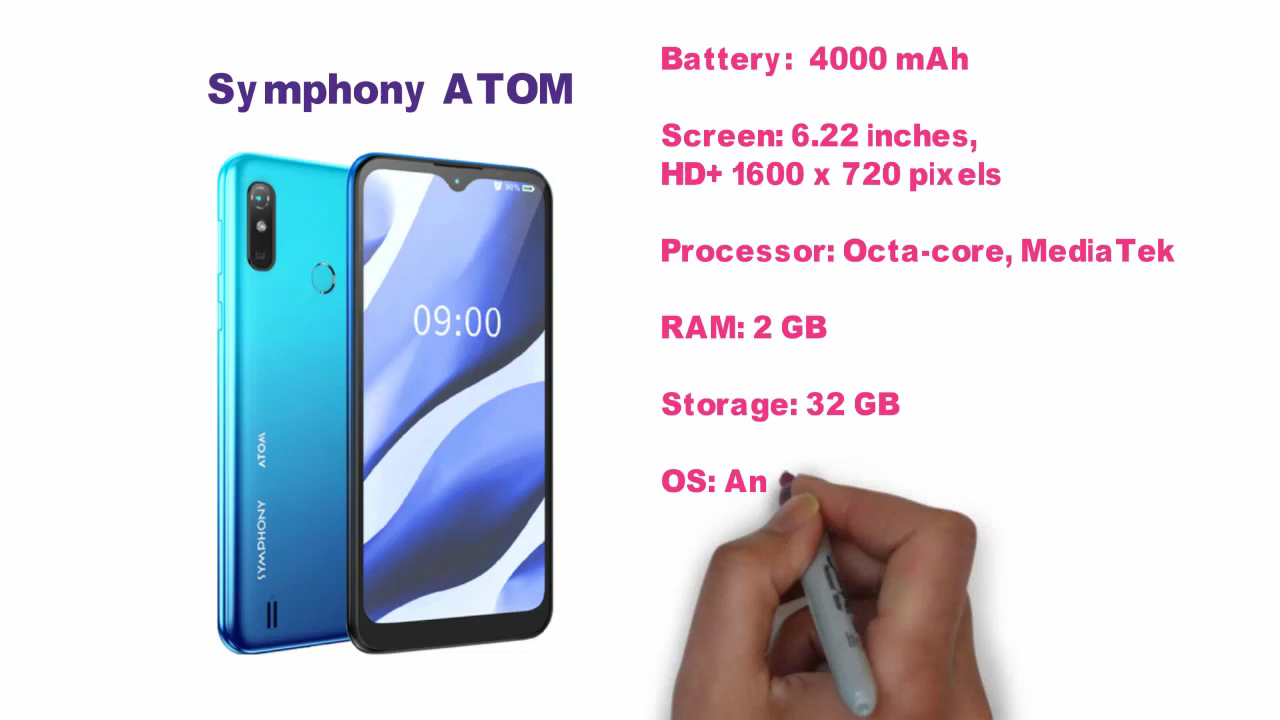 Symphony ATOM
Battery: 4000 mAh
Screen: 6.22 inches,
HD+ 1600 x 720 pixels
Processor: Octa-core, MediaTek
RAM: 2 GB
Storage: 32 GB
OS: An
90%
09:00
SYMPHONY ATOM